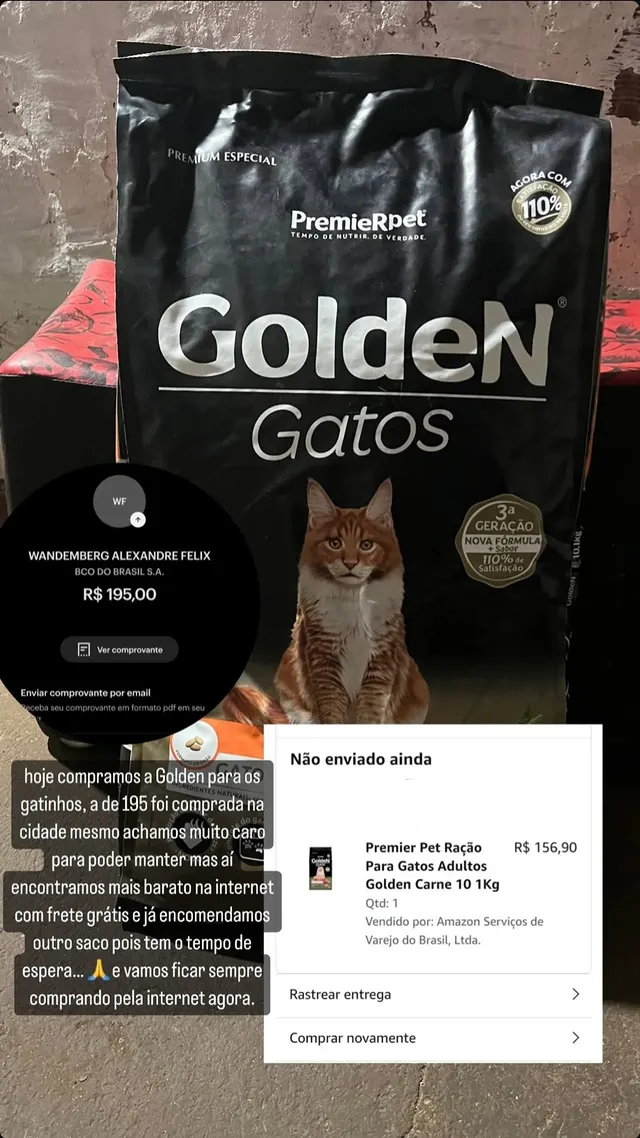 PREMIUM ESPECIAL
AGORA COM
SATISFAÇÃO
110%
PremieRpet
TEMPO DE NUTRIR. DE VERDADE.
GoldeN®
Gatos
3ª
GERAÇÃO
NOVA FÓRMULA
+ Sabor
110% de
Satisfação
10,1kg
WF
WANDEMBERG ALEXANDRE FELIX
BCO DO BRASIL S.A.
R$ 195,00
Ver comprovante
Enviar comprovante por email
Receba seu comprovante em formato pdf em seu
GATO
INGREDIENTES NATURAIS
hoje compramos a Golden para os
gatinhos, a de 195 foi comprada na
cidade mesmo achamos muito caro
para poder manter mas aí
encontramos mais barato na internet
com frete grátis e já encomendamos
outro saco pois tem o tempo de
espera... 🙏 e vamos ficar sempre
comprando pela internet agora.
Não enviado ainda
Premier Pet Ração R$ 156,90
Para Gatos Adultos
Golden Carne 10 1Kg
Qtd: 1
Vendido por: Amazon Serviços de
Varejo do Brasil, Ltda.
Rastrear entrega
Comprar novamente